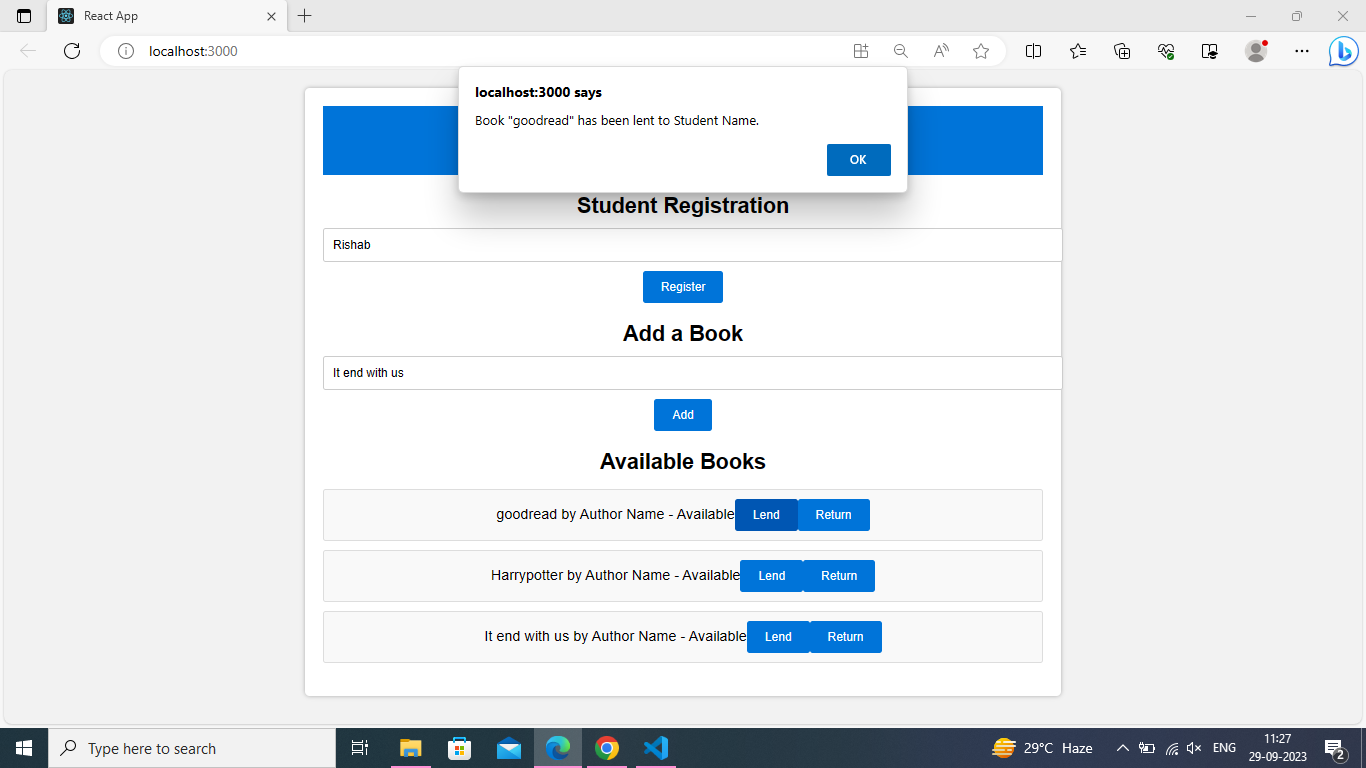 React App
localhost:3000
localhost:3000 says
Book "goodread" has been lent to Student Name.
OK
Student Registration
Rishab
Register
Add a Book
It end with us
Add
Available Books
goodread by Author Name - Available Lend Return
Harrypotter by Author Name - Available Lend Return
It end with us by Author Name - Available Lend Return
Type here to search
29°C Haze
ENG
11:27
29-09-2023
2